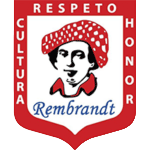 RESPETO
CULTURA
HONOR
Rembrandt